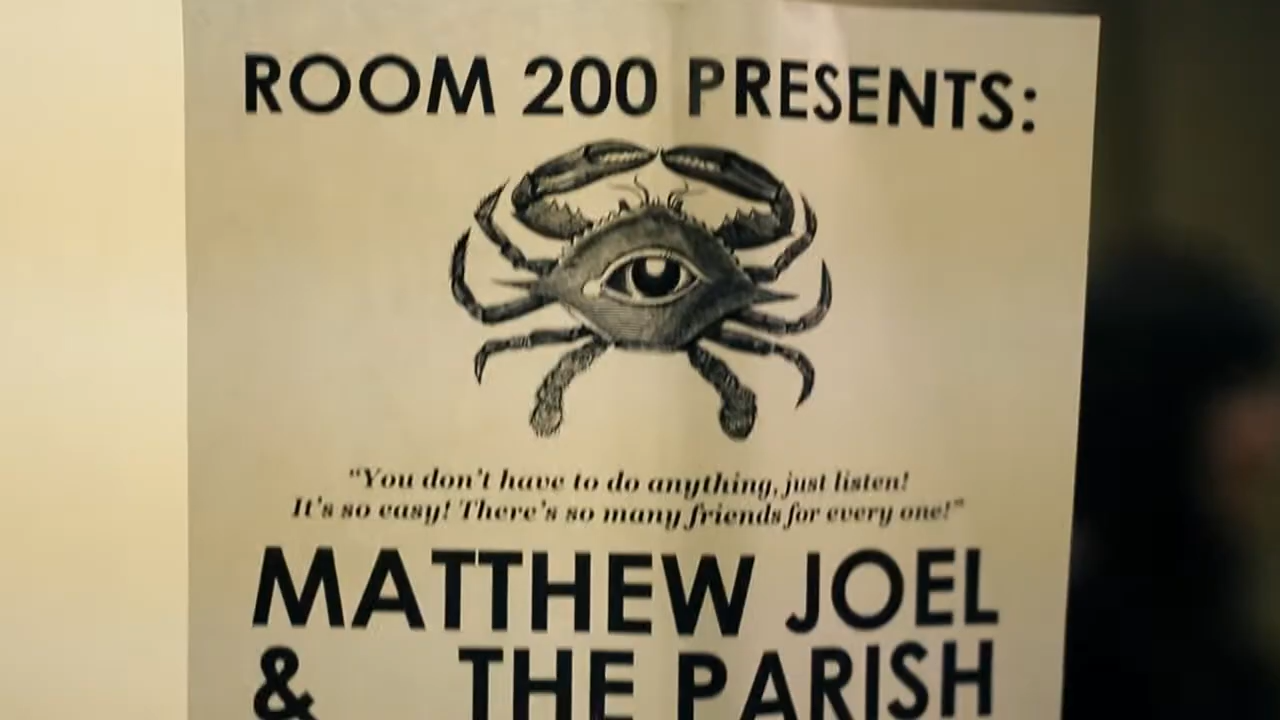 ROOM 200 PRESENTS:
“You don’t have to do anything, just listen!
It’s so easy! There’s so many friends for every one!”
MATTHEW JOEL
& THE PARISH